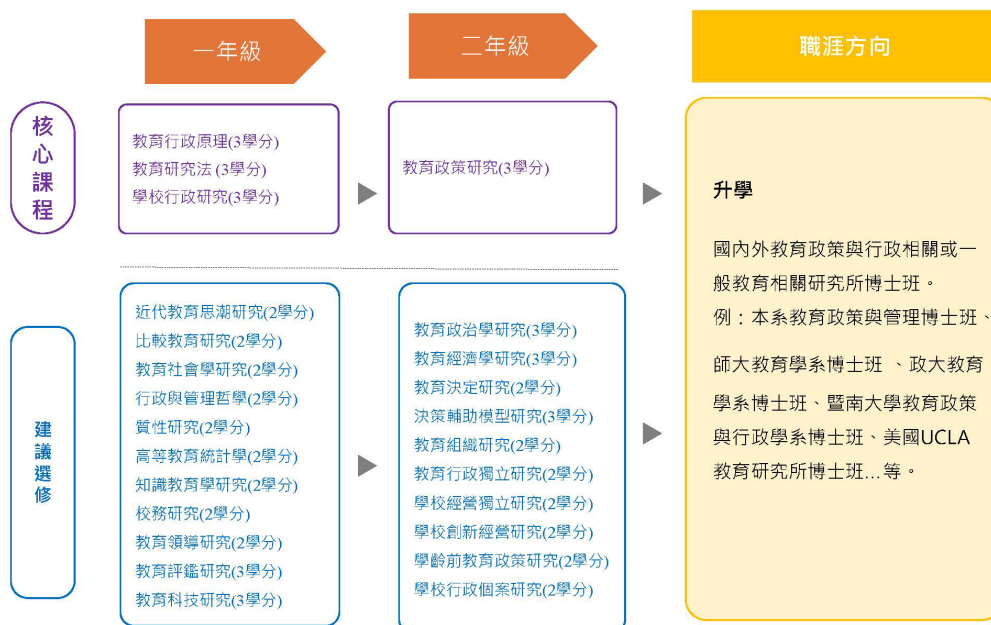 一年級
二年級
職涯方向
核心課程
教育行政原理(3學分)
教育研究法 (3學分)
學校行政研究(3學分)
教育政策研究(3學分)
升學
國內外教育政策與行政相關或一
般教育相關研究所博士班。
例：本系教育政策與管理博士班、
師大教育學系博士班 、政大教育
學系博士班、暨南大學教育政策
與行政學系博士班、美國UCLA
教育研究所博士班...等。
建議選修
近代教育思潮研究(2學分)
比較教育研究(2學分)
教育社會學研究(2學分)
行政與管理哲學(2學分)
質性研究(2學分)
高等教育統計學(2學分)
知識教育學研究(2學分)
校務研究(2學分)
教育領導研究(2學分)
教育評鑑研究(3學分)
教育科技研究(3學分)
教育政治學研究(3學分)
教育經濟學研究(3學分)
教育決定研究(2學分)
決策輔助模型研究(3學分)
教育組織研究(2學分)
教育行政獨立研究(2學分)
學校經營獨立研究(2學分)
學校創新經營研究(2學分)
學齡前教育政策研究(2學分)
學校行政個案研究(2學分)